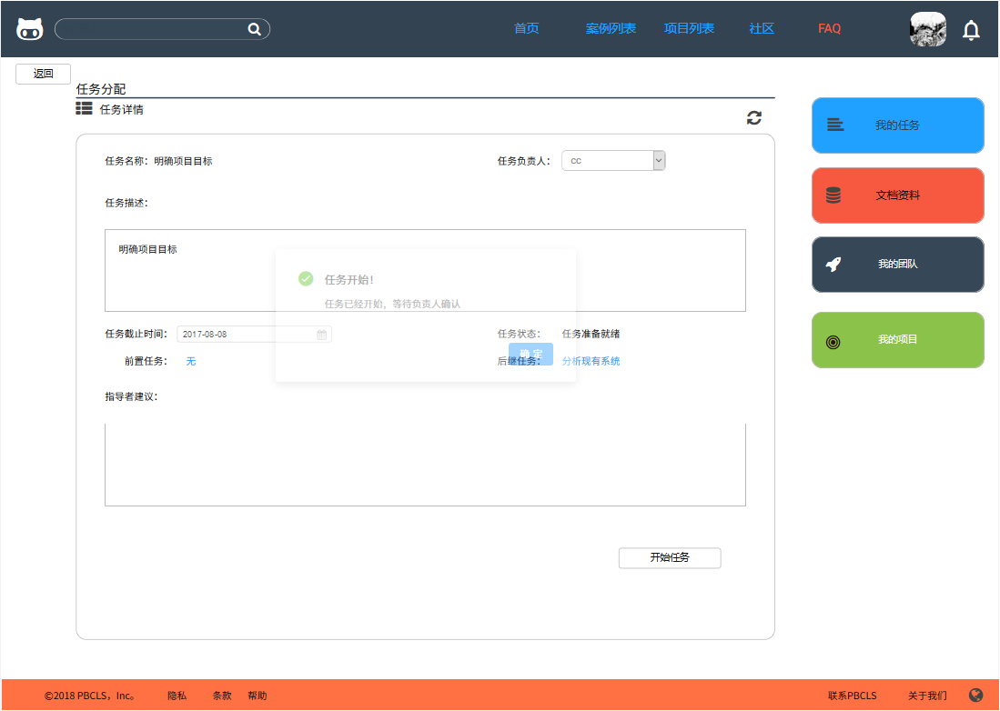 首页 案例列表 项目列表 社区 FAQ
返回
任务分配
任务详情
我的任务
任务名称：明确项目目标 任务负责人： cc
文档资料
任务描述：
明确项目目标
我的团队
任务开始！
任务已经开始，等待负责人确认
任务截止时间： 2017-08-08 任务状态： 任务准备就绪
我的项目
确 定
前置任务： 无 后继任务： 分析现有系统
指导者建议：
开始任务
©2018 PBCLS，Inc。 隐私 条款 帮助 联系PBCLS 关于我们